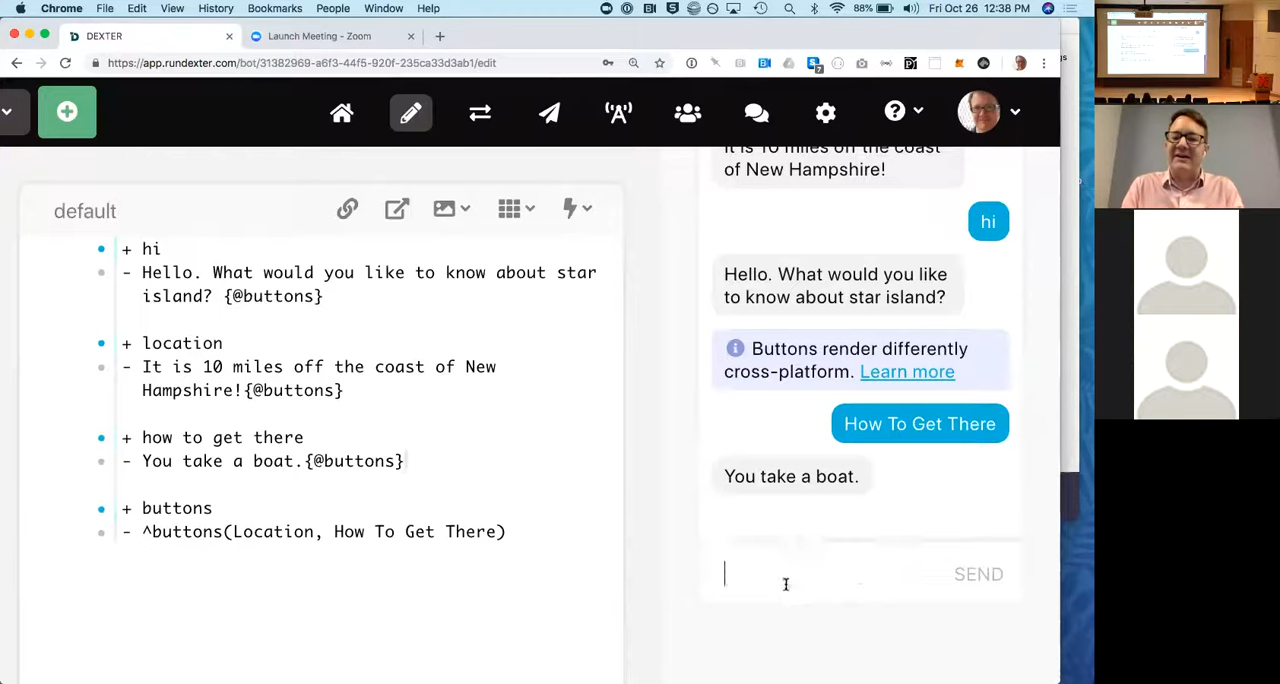 Chrome File Edit View History Bookmarks People Window Help 88% Fri Oct 26 12:38 PM
DEXTER Launch Meeting - Zoom
https://app.rundexter.com/bot/31382969-a6f3-44f5-920f-235ca33d3ab1/edit
default
+ hi
- Hello. What would you like to know about star
island? {@buttons}
+ location
- It is 10 miles off the coast of New
Hampshire!{@buttons}
+ how to get there
- You take a boat.{@buttons}
+ buttons
- ^buttons(Location, How To Get There)
It is 10 miles off the coast
of New Hampshire!
hi
Hello. What would you like
to know about star island?
Buttons render differently
cross-platform. Learn more
How To Get There
You take a boat.
SEND